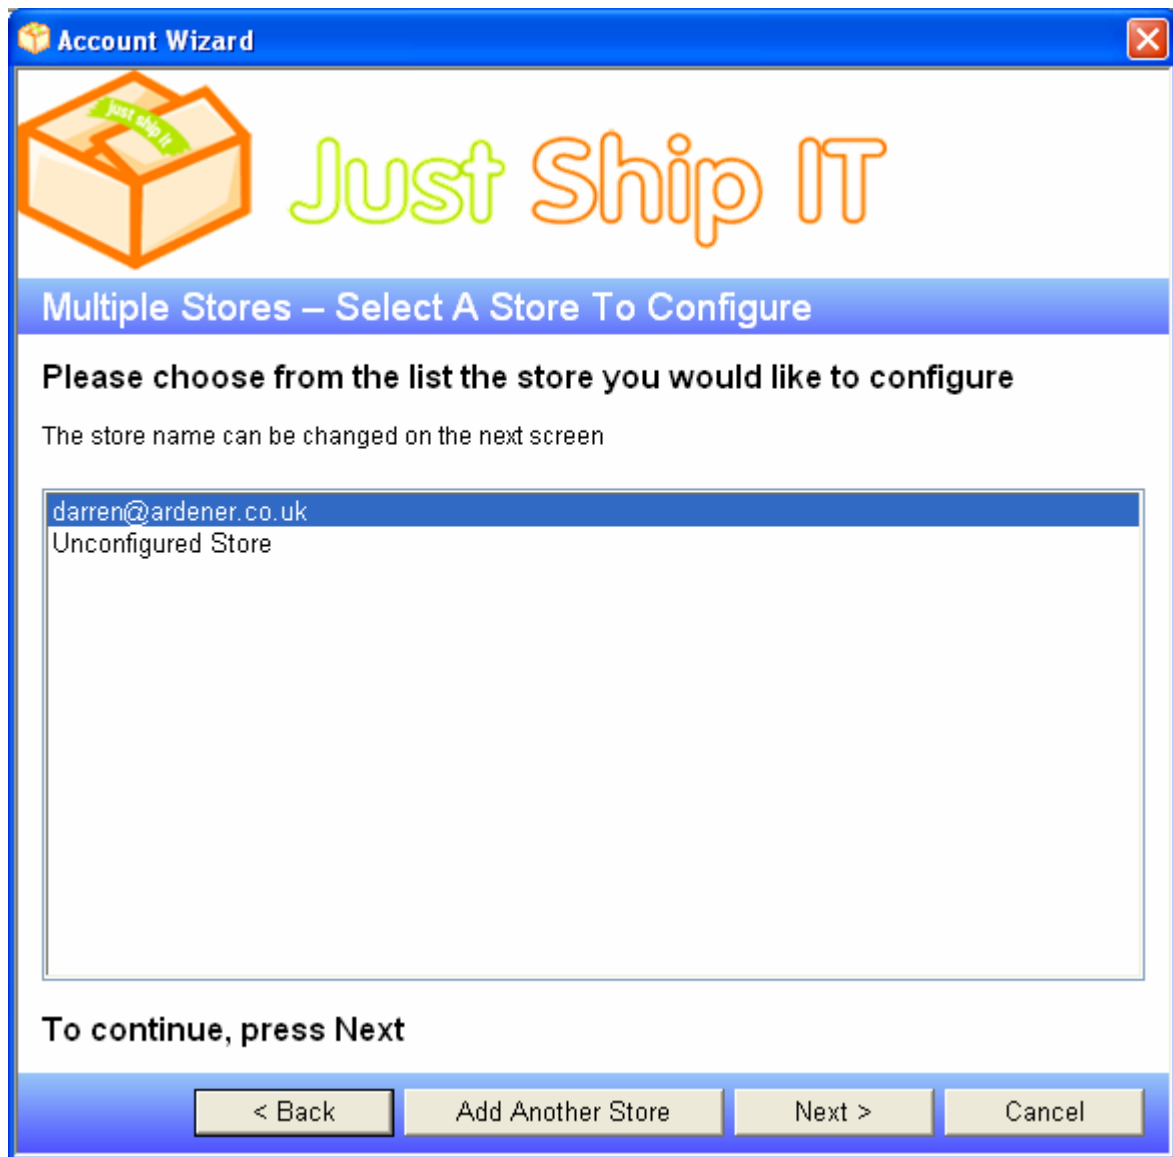 Account Wizard
just ship it
Just Ship IT
Multiple Stores – Select A Store To Configure
Please choose from the list the store you would like to configure
The store name can be changed on the next screen
darren@ardener.co.uk
Unconfigured Store
To continue, press Next
< Back Add Another Store Next > Cancel